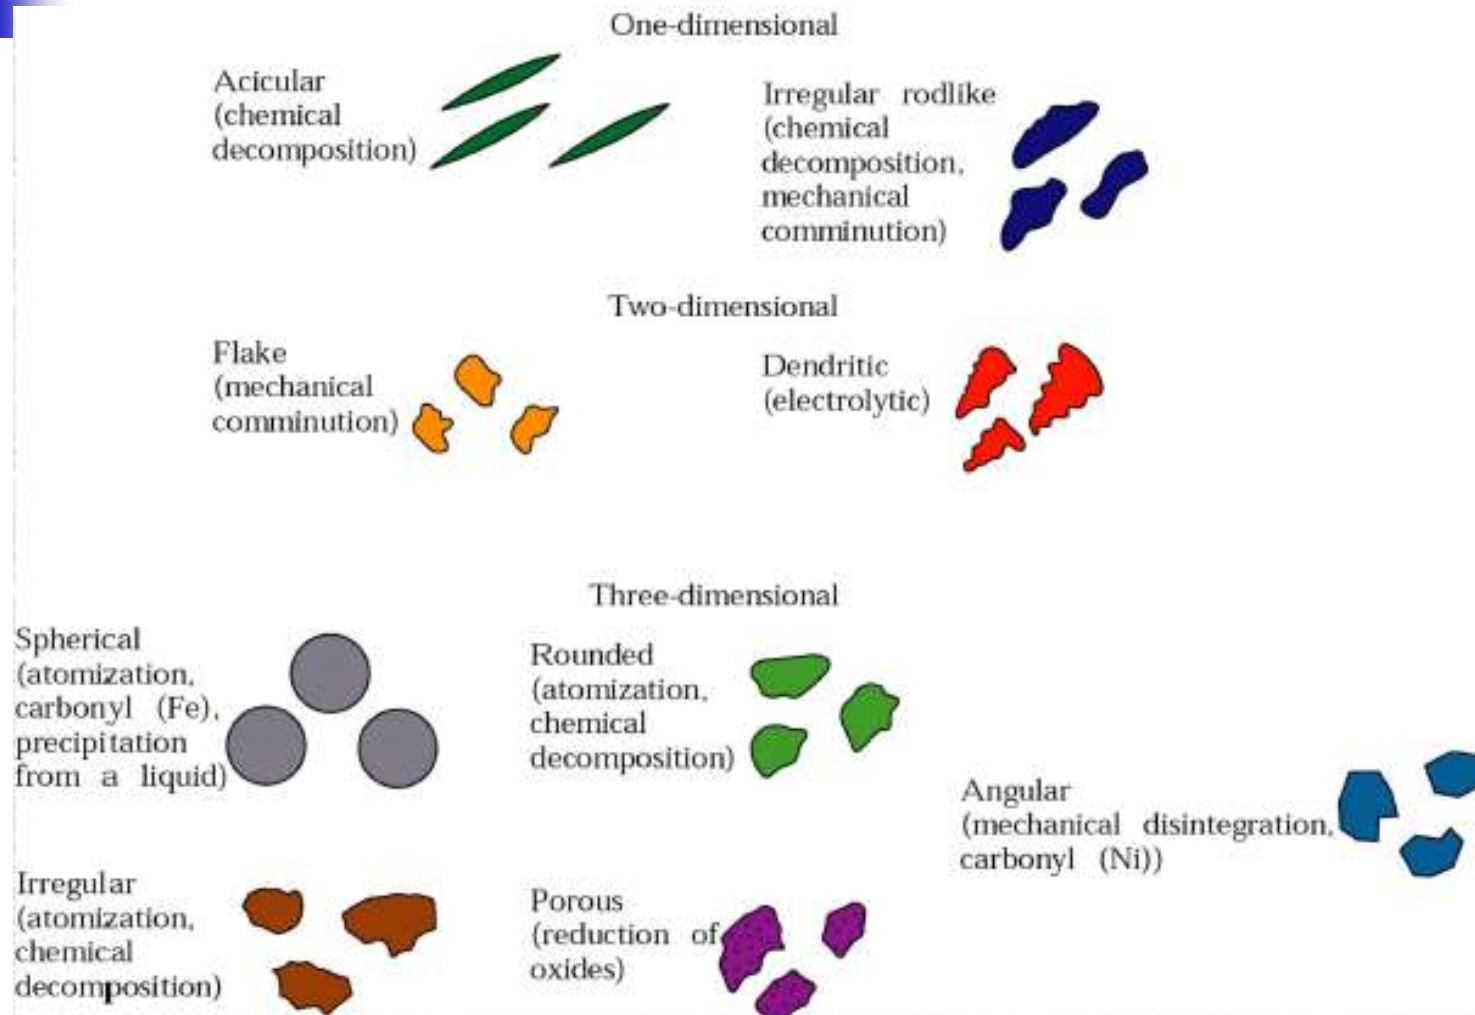 One-dimensional
Acicular
(chemical
decomposition)
Irregular rodlike
(chemical
decomposition,
mechanical
comminution)
Two-dimensional
Flake
(mechanical
comminution)
Dendritic
(electrolytic)
Three-dimensional
Spherical
(atomization,
carbonyl (Fe),
precipitation
from a liquid)
Rounded
(atomization,
chemical
decomposition)
Angular
(mechanical disintegration,
carbonyl (Ni))
Irregular
(atomization,
chemical
decomposition)
Porous
(reduction of
oxides)